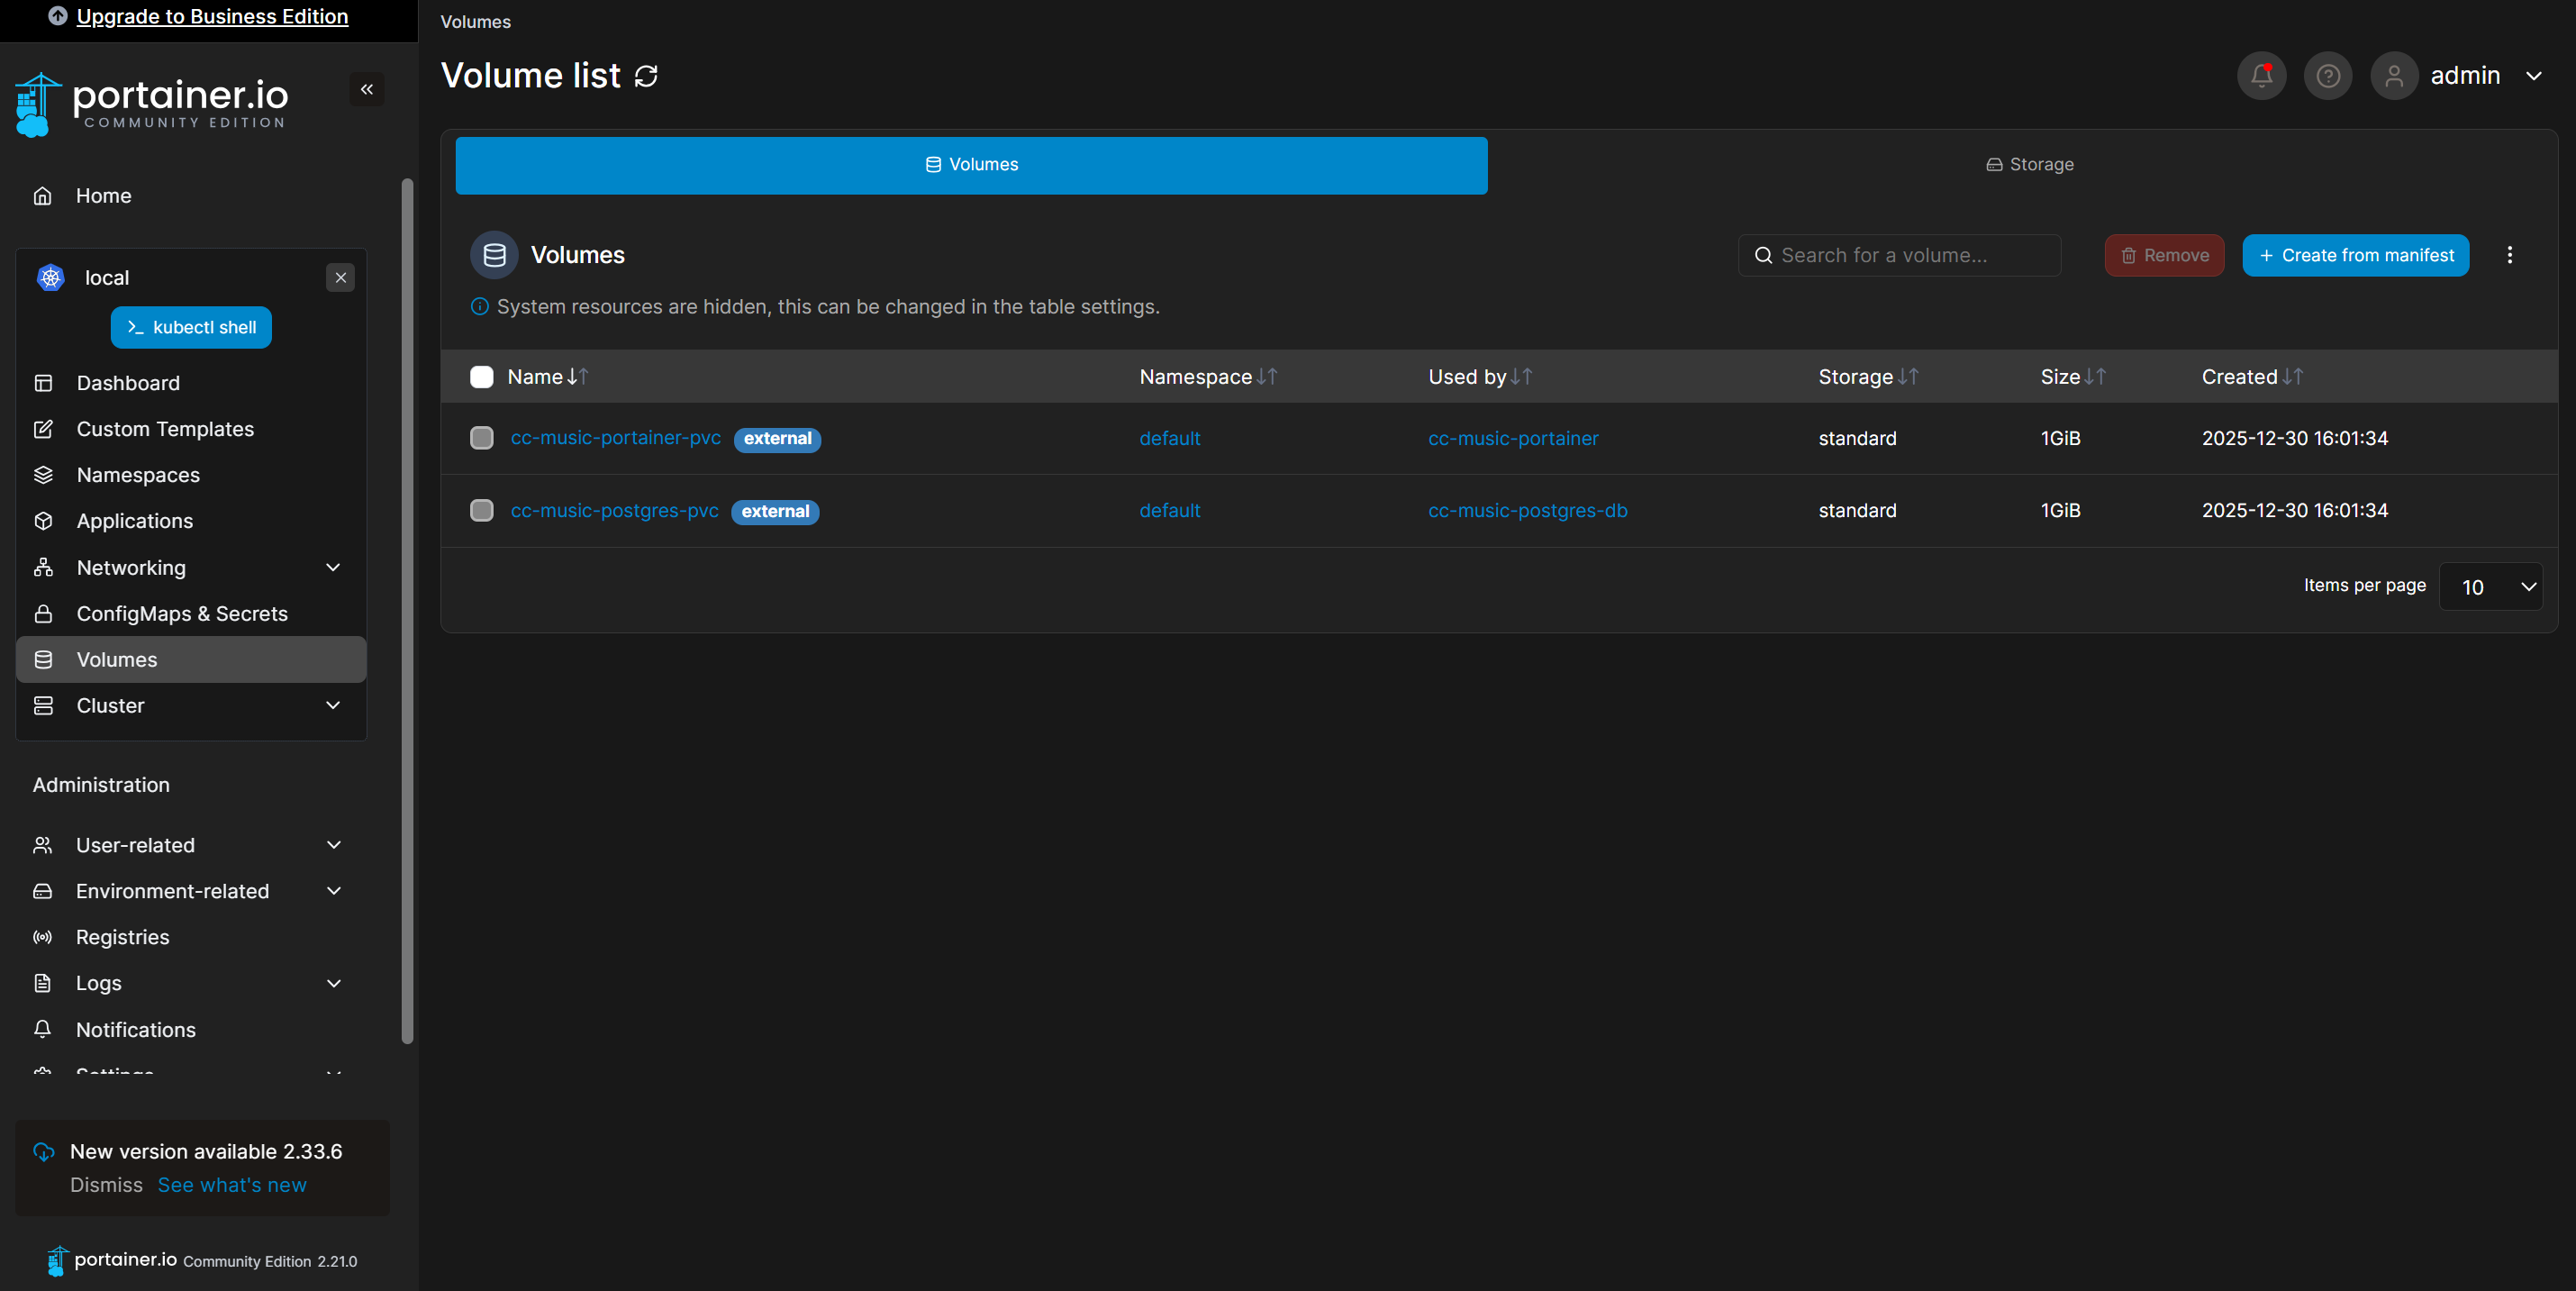 Upgrade to Business Edition
portainer.io
COMMUNITY EDITION
Home
local
kubectl shell
Dashboard
Custom Templates
Namespaces
Applications
Networking
ConfigMaps & Secrets
Volumes
Cluster
Administration
User-related
Environment-related
Registries
Logs
Notifications
Settings
New version available 2.33.6
Dismiss See what's new
portainer.io Community Edition 2.21.0
Volumes
Volume list
admin
Volumes Storage
Volumes
Search for a volume...
Remove
Create from manifest
System resources are hidden, this can be changed in the table settings.
Name Namespace Used by Storage Size Created
cc-music-portainer-pvc external default cc-music-portainer standard 1GiB 2025-12-30 16:01:34
cc-music-postgres-pvc external default cc-music-postgres-db standard 1GiB 2025-12-30 16:01:34
Items per page 10